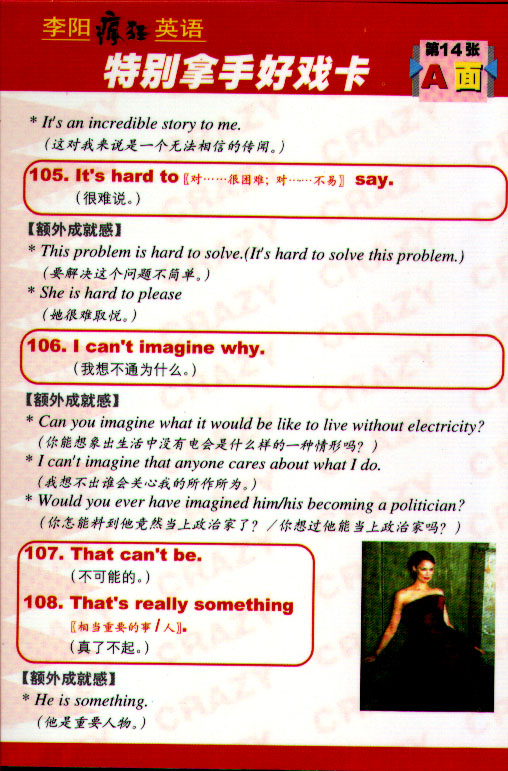 李阳 疯狂 英语
特别拿手好戏卡
第14张
A面
* It's an incredible story to me.
(这对我来说是一个无法相信的传闻。)
105. It's hard to〖对……很困难; 对……不易〗 say.
(很难说。)
【额外成就感】
* This problem is hard to solve.(It's hard to solve this problem.)
(要解决这个问题不简单。)
* She is hard to please
(她很难取悦。)
106. I can't imagine why.
(我想不通为什么。)
【额外成就感】
* Can you imagine what it would be like to live without electricity?
(你能想象出生活中没有电会是什么样的一种情形吗? )
* I can't imagine that anyone cares about what I do.
(我想不出谁会关心我的所作所为。)
* Would you ever have imagined him/his becoming a politician?
(你怎能料到他竟然当上政治家了? /你想过他能当上政治家吗? )
107. That can't be.
(不可能的。)
108. That's really something
〖相当重要的事/人〗.
(真了不起。)
【额外成就感】
* He is something.
(他是重要人物。)